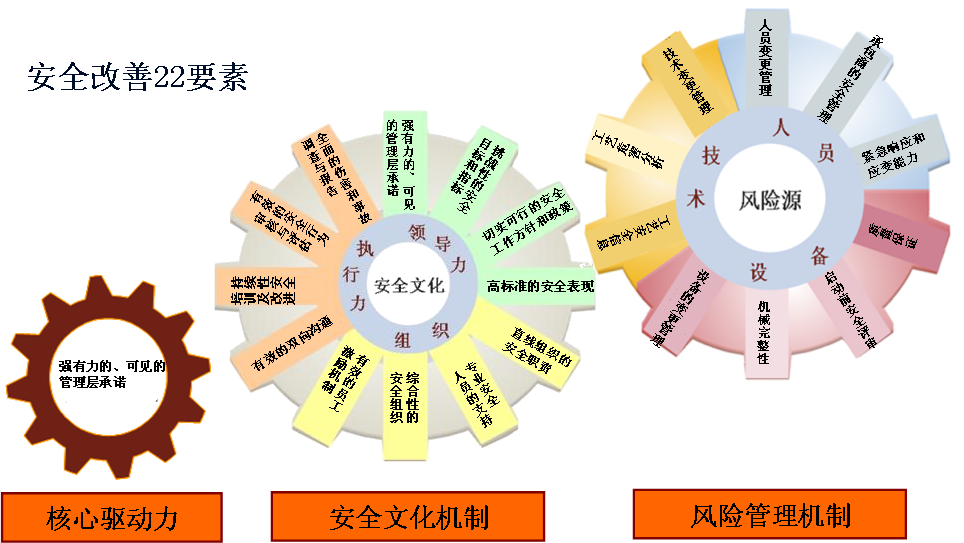 安全改善22要素
强有力的、可见的
管理层承诺
核心驱动力
安全文化
领导力
组织
执行力
强有力的、可见
的管理层承诺
挑战性的安全
目标和指标
切实可行的安全
工作方针和政策
高标准的安全表现
直线组织的
安全职责
专业安全
人员的支持
综合性的
安全组织
有效的员工
激励机制
有效的双向沟通
持续性安全
培训及改进
有效的安全行为
审核与评估
全面的伤害和事故
调查与报告
安全文化机制
风险源
人员
设备
技术
人员变更管理
承包商的安全管理
紧急响应和
应变能力
质量保证
启动前安全评审
机械完整性
设备的变更管理
工艺安全信息
工艺危害分析
技术变更管理
风险管理机制